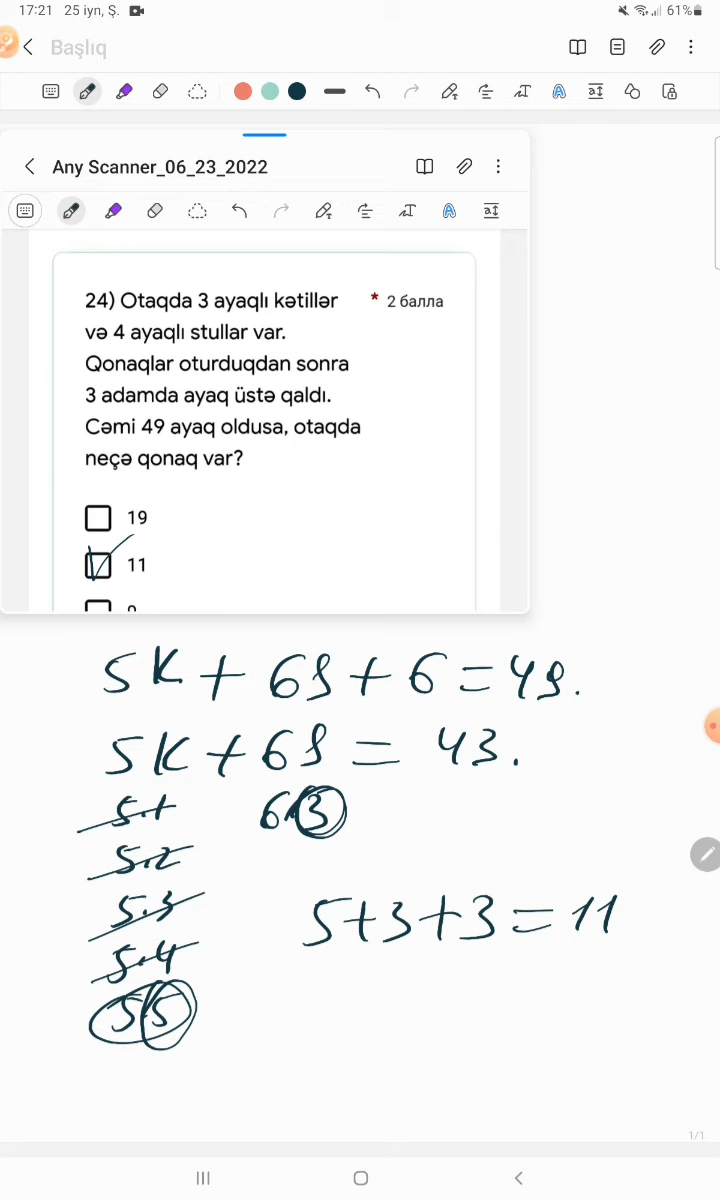 17:21 25 iyn, Ş. 61%
Başlıq
Any Scanner_06_23_2022
24) Otaqda 3 ayaqlı kətillər * 2 балла
və 4 ayaqlı stullar var.
Qonaqlar oturduqdan sonra
3 adamda ayaq üstə qaldı.
Cəmi 49 ayaq oldusa, otaqda
neçə qonaq var?
19
11
5K + 6S + 6 = 49.
5K + 6S = 43.
5·1 6·3
5·2
5·3 5+3+3=11
5·4
5·5
1/1